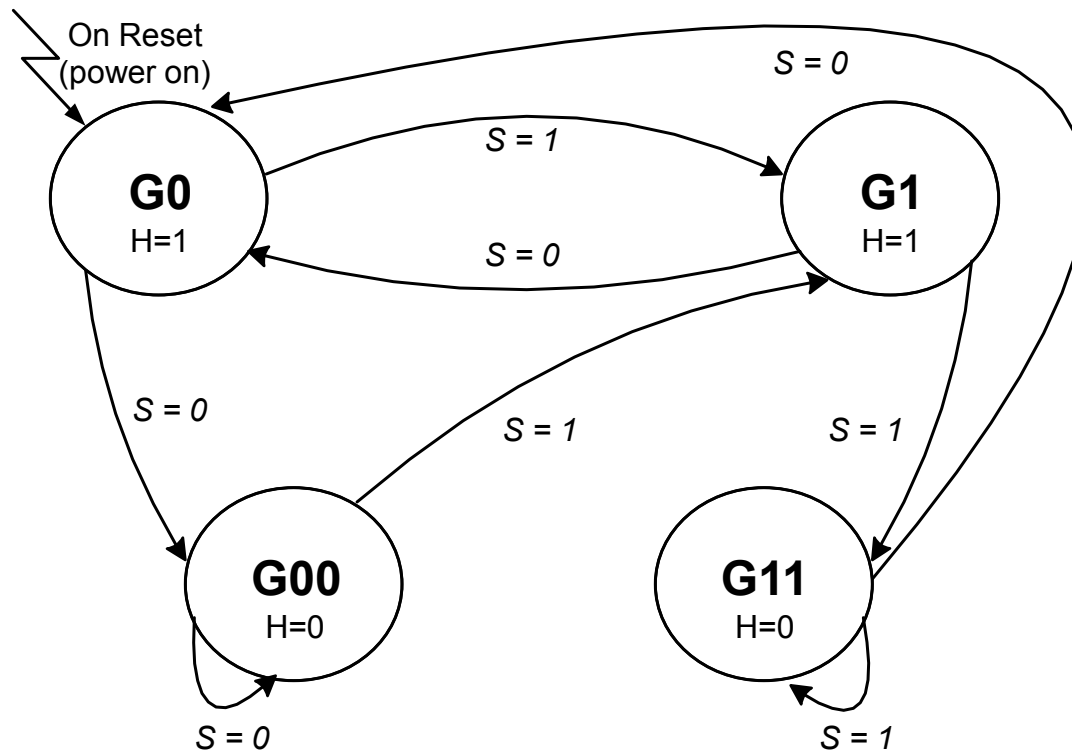 On Reset
(power on)
S = 0
S = 1
G0
H=1
G1
H=1
S = 0
S = 0
S = 1
S = 1
G00
H=0
G11
H=0
S = 0
S = 1